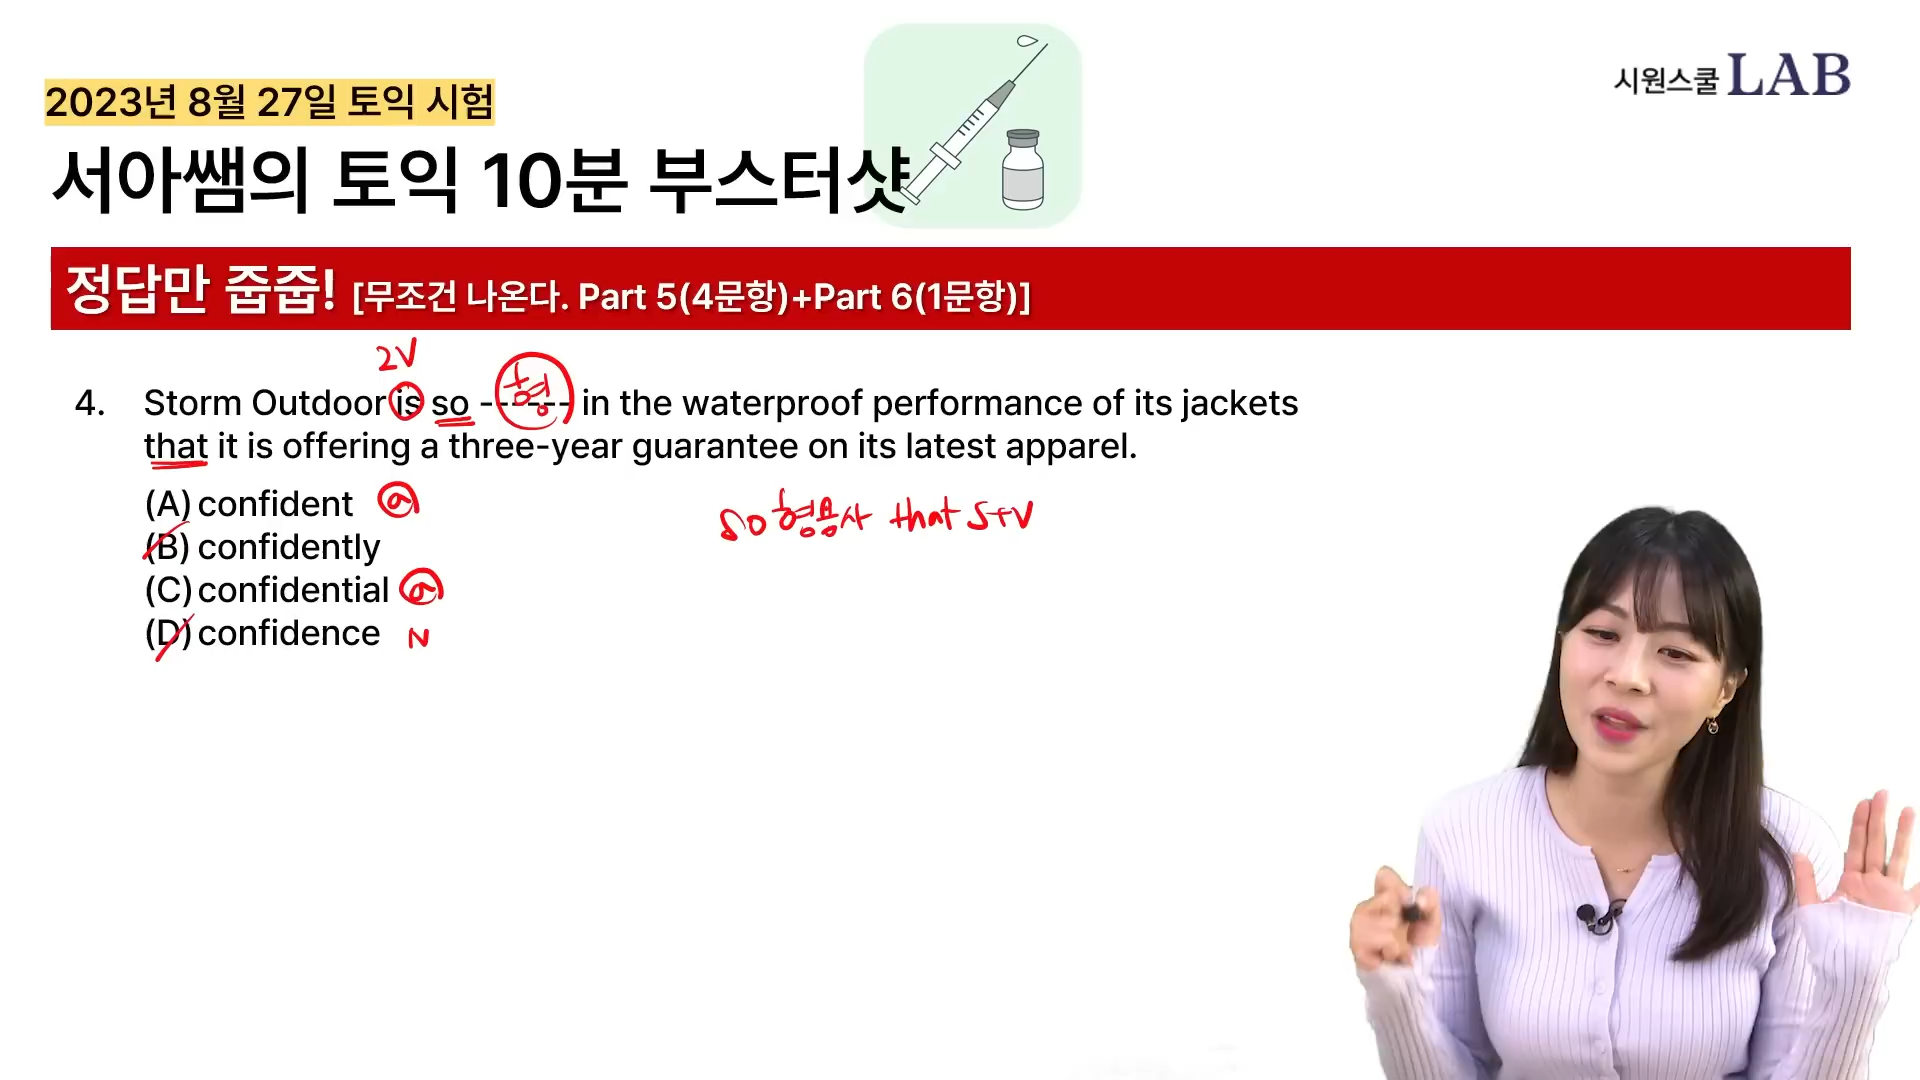 2023년 8월 27일 토익 시험
시원스쿨 LAB
서아쌤의 토익 10분 부스터샷
정답만 줍줍! [무조건 나온다. Part 5(4문항)+Part 6(1문항)]
2V
4. Storm Outdoor is so ------ in the waterproof performance of its jackets
형
that it is offering a three-year guarantee on its latest apparel.
(A) confident a
so 형용사 that S+V
(B) confidently
(C) confidential a
(D) confidence N